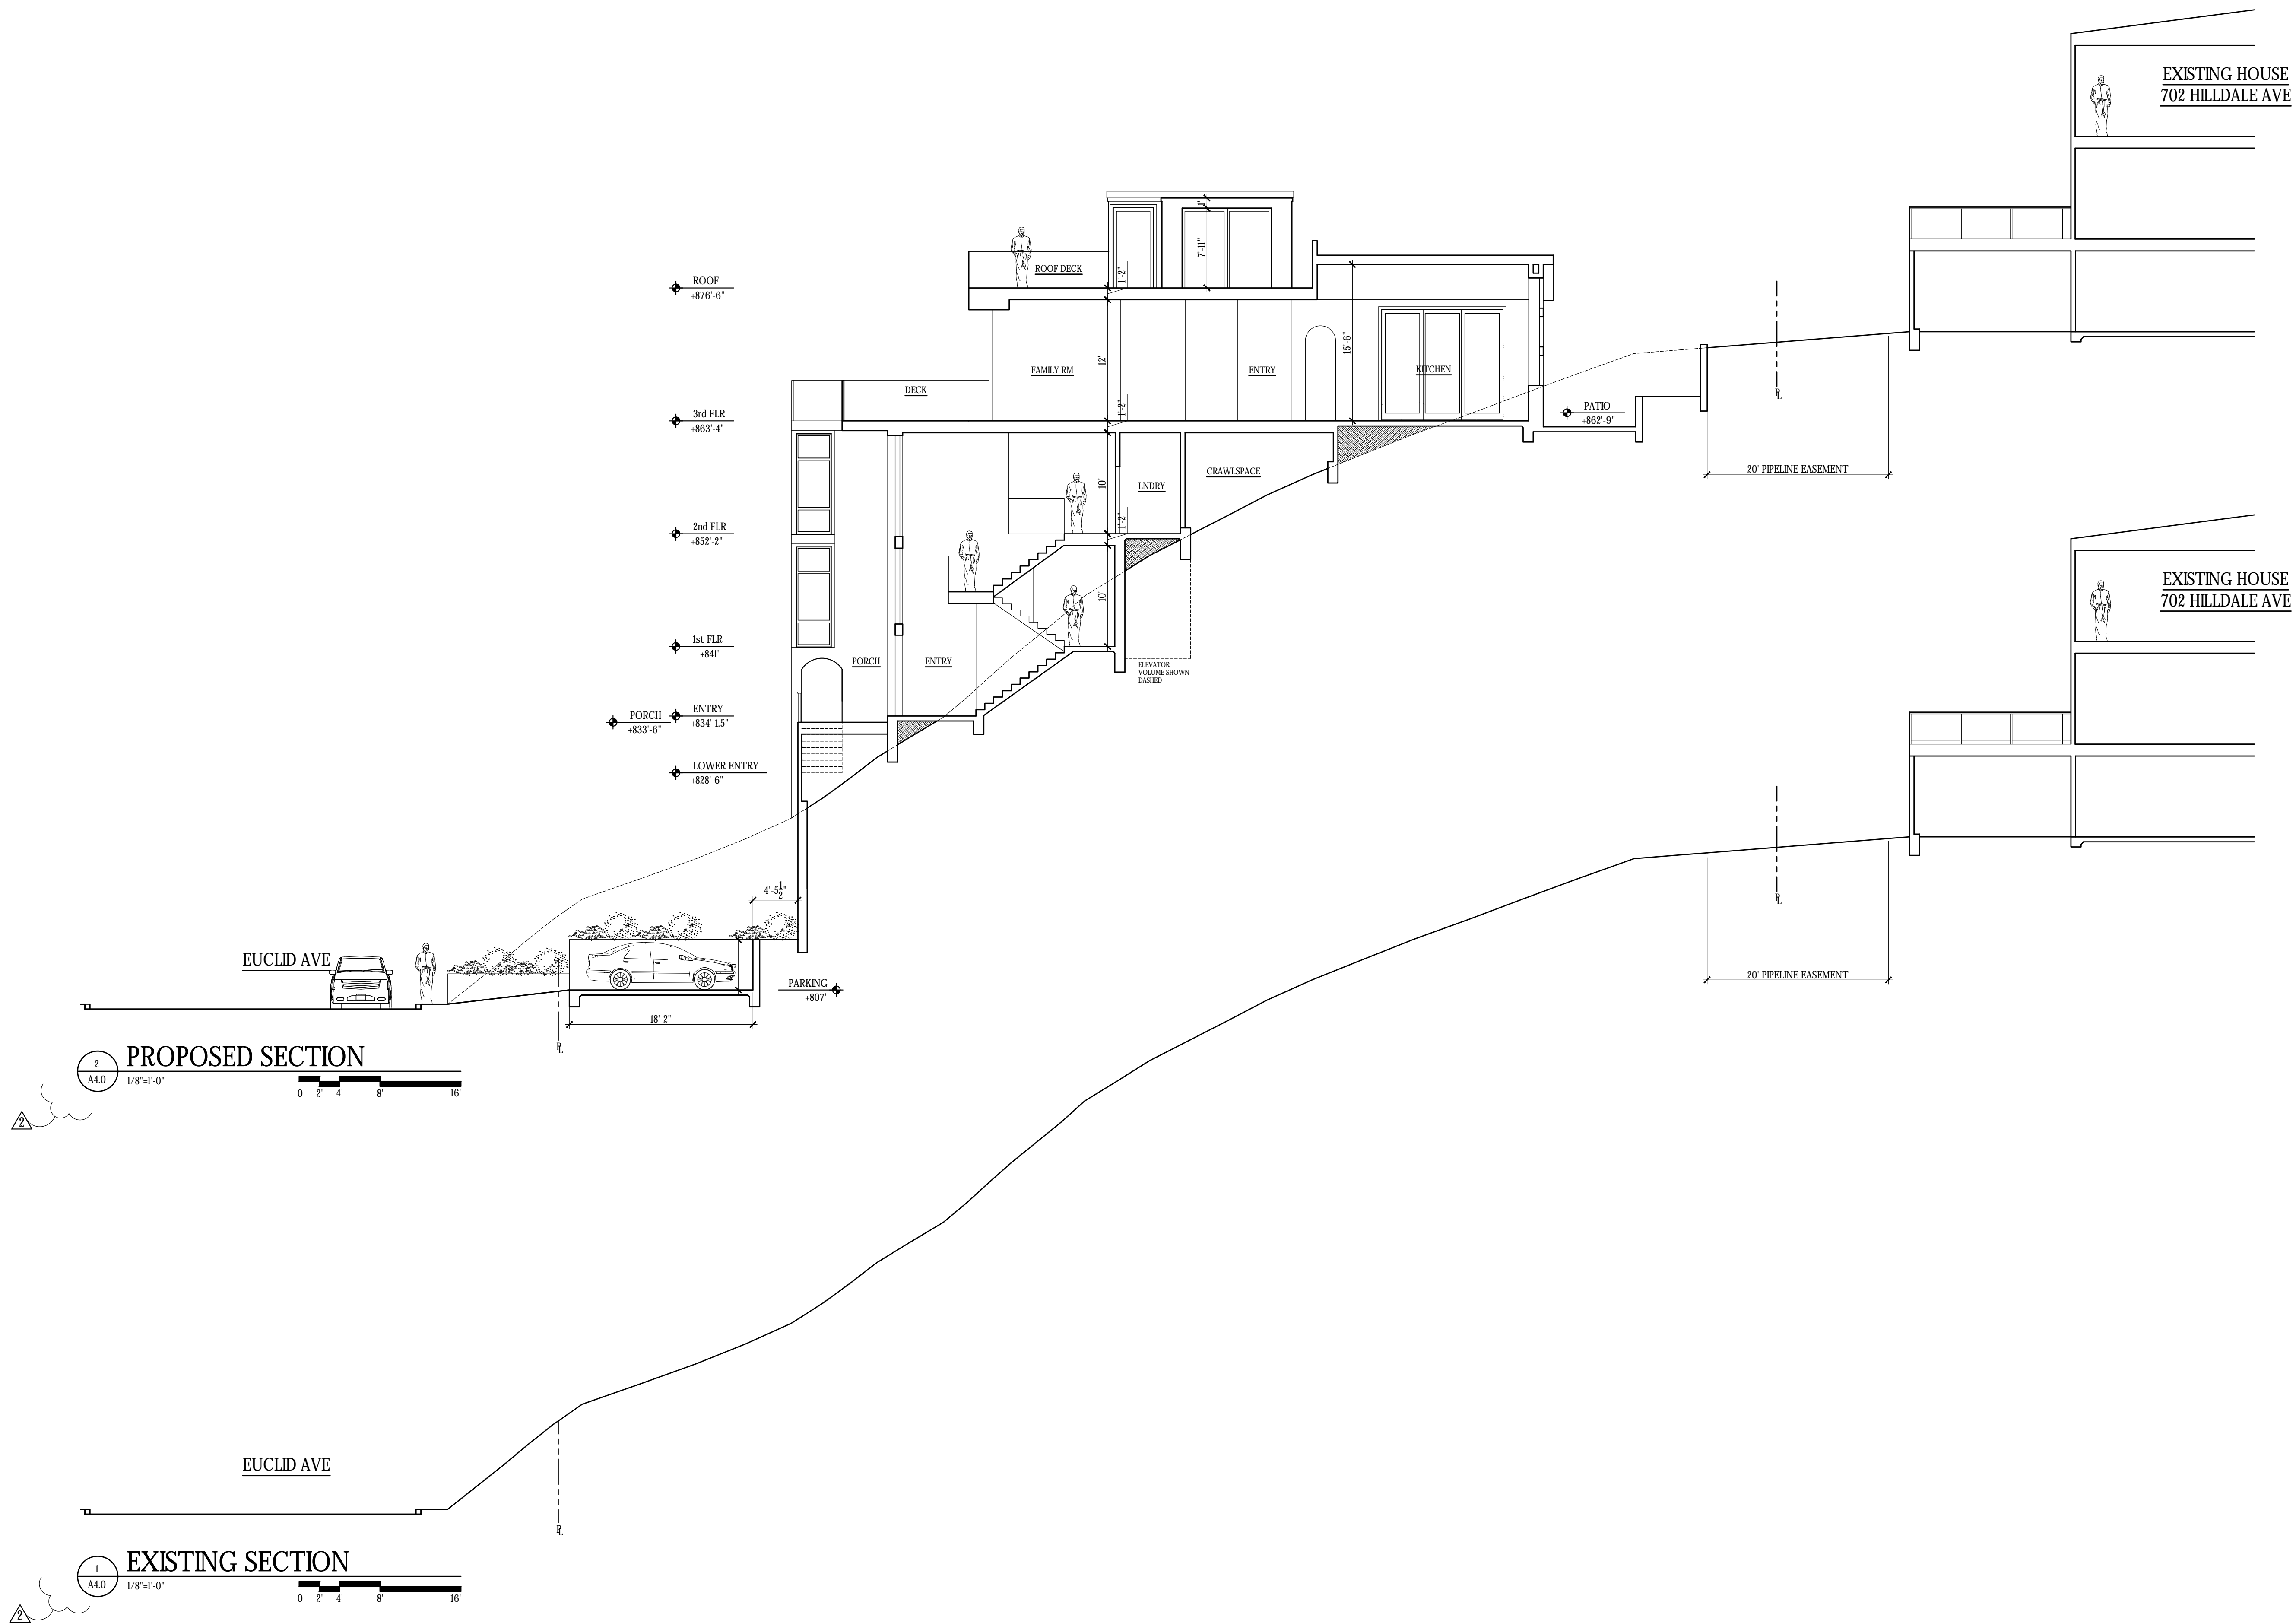 EXISTING HOUSE
702 HILLDALE AVE
1'
7'-11"
ROOF DECK
1'-2"
ROOF
+876'-6"
15'-6"
12'
FAMILY RM
ENTRY
KITCHEN
DECK
PL
1'-2"
PATIO
+862'-9"
3rd FLR
+863'-4"
20' PIPELINE EASEMENT
CRAWLSPACE
10'
LNDRY
1'-2"
2nd FLR
+852'-2"
EXISTING HOUSE
702 HILLDALE AVE
10'
1st FLR
+841'
PORCH
ENTRY
ELEVATOR
VOLUME SHOWN
DASHED
ENTRY
+834'-1.5"
PORCH
+833'-6"
LOWER ENTRY
+828'-6"
4'-5 1/2"
PL
EUCLID AVE
20' PIPELINE EASEMENT
PARKING
+807'
18'-2"
PL
2
A4.0
PROPOSED SECTION
1/8"=1'-0"
0 2' 4' 8' 16'
2
EUCLID AVE
PL
1
A4.0
EXISTING SECTION
1/8"=1'-0"
0 2' 4' 8' 16'
2